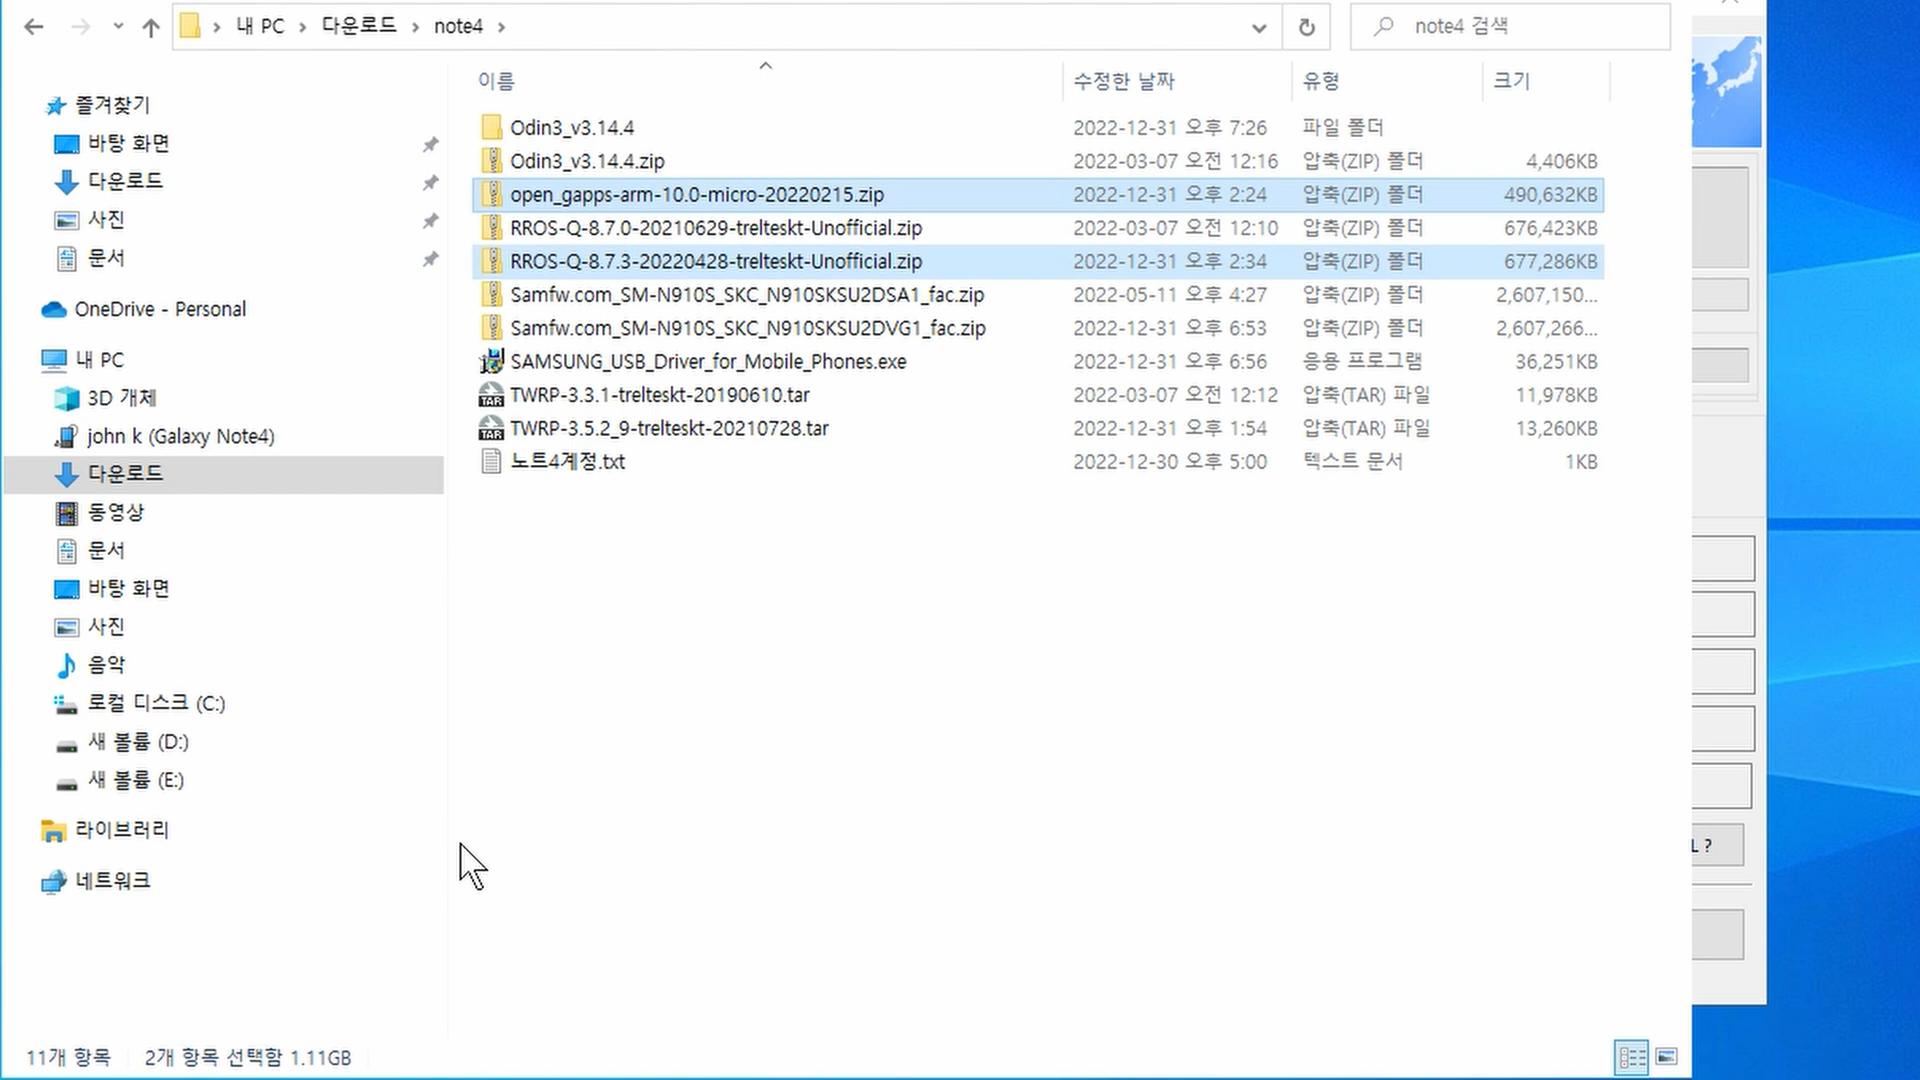 내 PC > 다운로드 > note4 >
note4 검색
이름 수정한 날짜 유형 크기
즐겨찾기
바탕 화면
다운로드
사진
문서
OneDrive - Personal
내 PC
3D 개체
john k (Galaxy Note4)
다운로드
동영상
문서
바탕 화면
사진
음악
로컬 디스크 (C:)
새 볼륨 (D:)
새 볼륨 (E:)
라이브러리
네트워크
Odin3_v3.14.4 2022-12-31 오후 7:26 파일 폴더
Odin3_v3.14.4.zip 2022-03-07 오전 12:16 압축(ZIP) 폴더 4,406KB
open_gapps-arm-10.0-micro-20220215.zip 2022-12-31 오후 2:24 압축(ZIP) 폴더 490,632KB
RROS-Q-8.7.0-20210629-trelteskt-Unofficial.zip 2022-03-07 오전 12:10 압축(ZIP) 폴더 676,423KB
RROS-Q-8.7.3-20220428-trelteskt-Unofficial.zip 2022-12-31 오후 2:34 압축(ZIP) 폴더 677,286KB
Samfw.com_SM-N910S_SKC_N910SKSU2DSA1_fac.zip 2022-05-11 오후 4:27 압축(ZIP) 폴더 2,607,150...
Samfw.com_SM-N910S_SKC_N910SKSU2DVG1_fac.zip 2022-12-31 오후 6:53 압축(ZIP) 폴더 2,607,266...
SAMSUNG_USB_Driver_for_Mobile_Phones.exe 2022-12-31 오후 6:56 응용 프로그램 36,251KB
TAR TWRP-3.3.1-trelteskt-20190610.tar 2022-03-07 오전 12:12 압축(TAR) 파일 11,978KB
TAR TWRP-3.5.2_9-trelteskt-20210728.tar 2022-12-31 오후 1:54 압축(TAR) 파일 13,260KB
노트4계정.txt 2022-12-30 오후 5:00 텍스트 문서 1KB
L ?
11개 항목 2개 항목 선택함 1.11GB